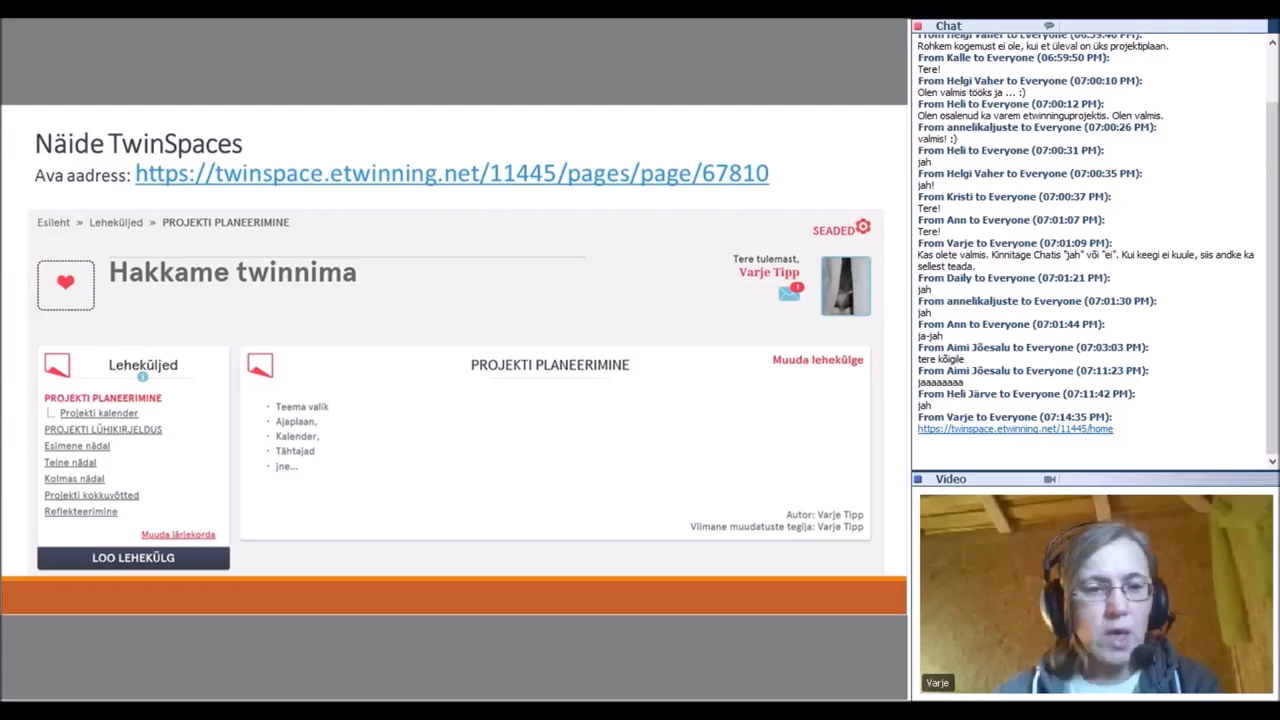 Näide TwinSpaces
Ava aadress: https://twinspace.etwinning.net/11445/pages/page/67810
Esileht » Leheküljed » PROJEKTI PLANEERIMINE
SEADED
Hakkame twinnima
Tere tulemast,
Varje Tipp
1
Leheküljed
PROJEKTI PLANEERIMINE
Projekti kalender
PROJEKTI LÜHIKIRJELDUS
Esimene nädal
Teine nädal
Kolmas nädal
Projekti kokkuvõtted
Reflekteerimine
Muuda järjekorda
LOO LEHEKÜLG
PROJEKTI PLANEERIMINE
Muuda lehekülge
Teema valik
Ajaplaan,
Kalender,
Tähtajad
jne...
Autor: Varje Tipp
Viimane muudatuste tegija: Varje Tipp
Chat
From Helgi Vaher to Everyone (06:59:40 PM):
Rohkem kogemust ei ole, kui et üleval on üks projektiplaan.
From Kalle to Everyone (06:59:50 PM):
Tere!
From Helgi Vaher to Everyone (07:00:10 PM):
Olen valmis tööks ja ... :)
From Heli to Everyone (07:00:12 PM):
Olen osalenud ka varem etwinninguprojektis. Olen valmis.
From annelikaljuste to Everyone (07:00:26 PM):
valmis! :)
From Heli to Everyone (07:00:31 PM):
jah
From Helgi Vaher to Everyone (07:00:35 PM):
jah!
From Kristi to Everyone (07:00:37 PM):
Tere!
From Ann to Everyone (07:01:07 PM):
Tere!
From Varje to Everyone (07:01:09 PM):
Kas olete valmis. Kinnitage Chatis "jah" või "ei". Kui keegi ei kuule, siis andke ka
sellest teada.
From Daily to Everyone (07:01:21 PM):
jah
From annelikaljuste to Everyone (07:01:30 PM):
jah
From Ann to Everyone (07:01:44 PM):
ja-jah
From Aimi Jõesalu to Everyone (07:03:03 PM):
tere kõigile
From Aimi Jõesalu to Everyone (07:11:23 PM):
jaaaaaaaa
From Heli Järve to Everyone (07:11:42 PM):
jah
From Varje to Everyone (07:14:35 PM):
https://twinspace.etwinning.net/11445/home
Video
Varje